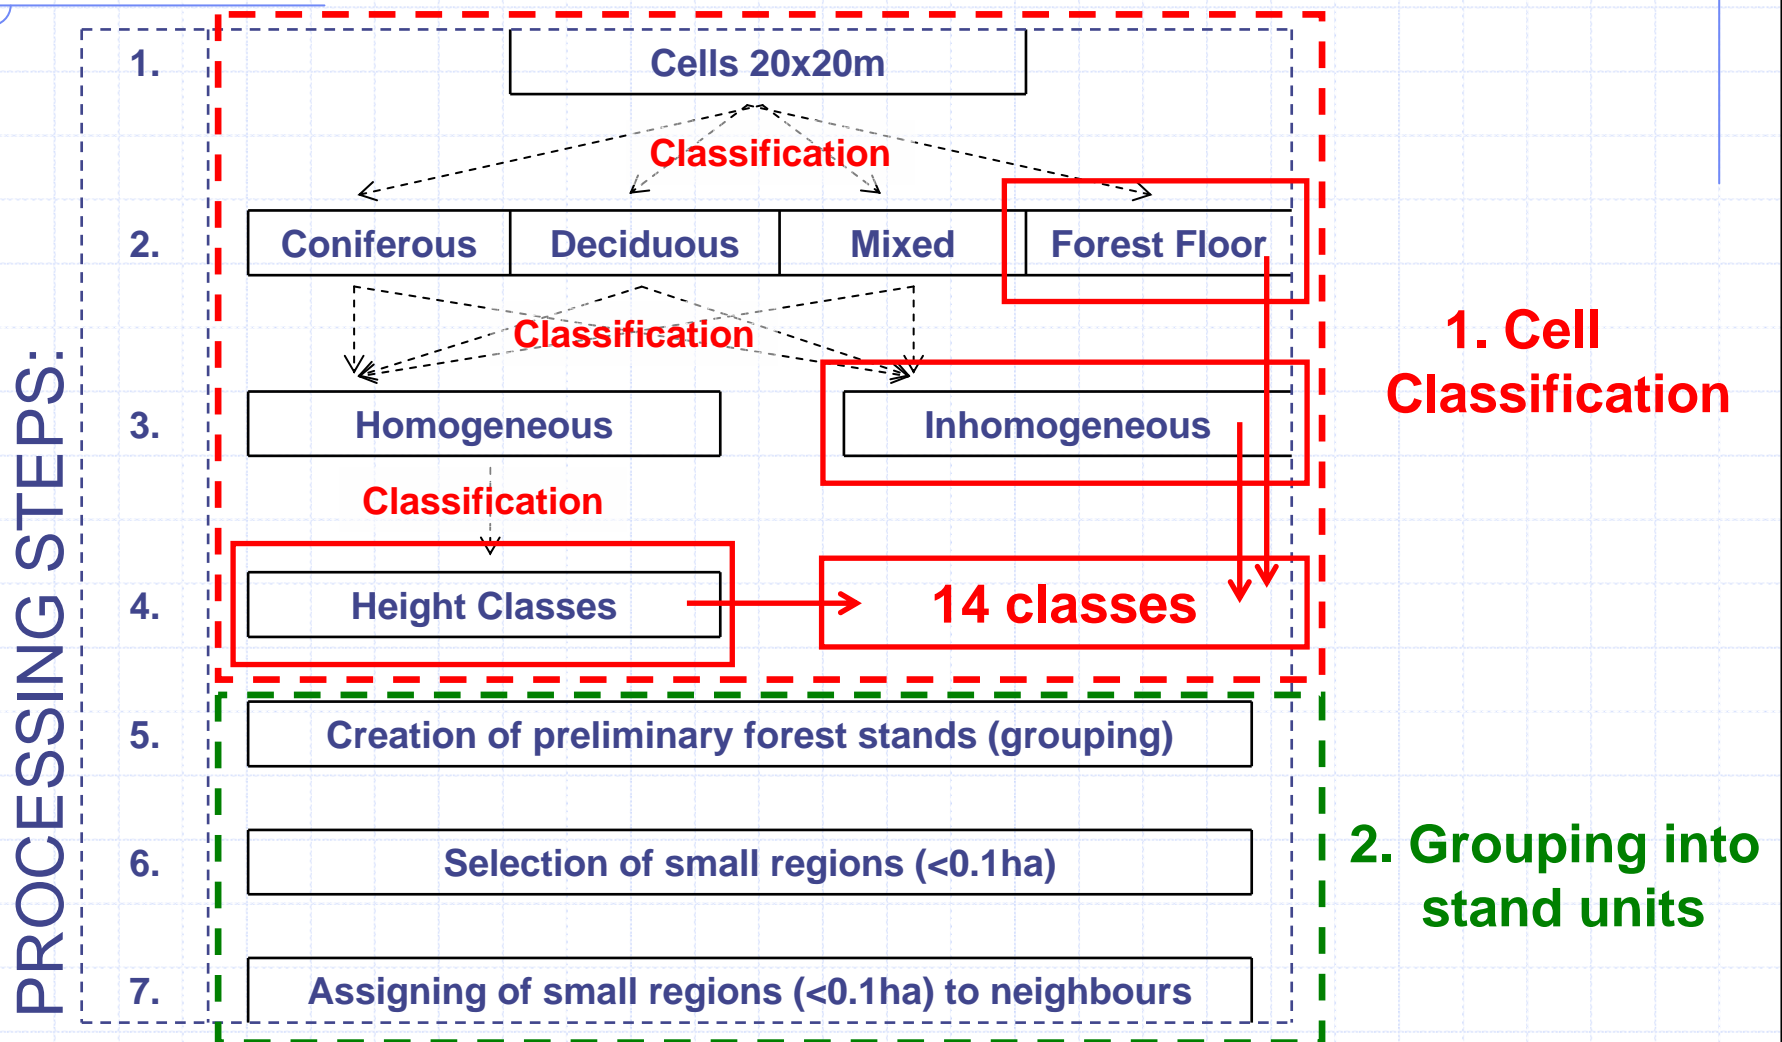 PROCESSING STEPS:
1.
Cells 20x20m
Classification
2.
Coniferous
Deciduous
Mixed
Forest Floor
Classification
3.
Homogeneous
Inhomogeneous
Classification
4.
Height Classes
14 classes
1. Cell
Classification
5.
Creation of preliminary forest stands (grouping)
6.
Selection of small regions (<0.1ha)
7.
Assigning of small regions (<0.1ha) to neighbours
2. Grouping into
stand units